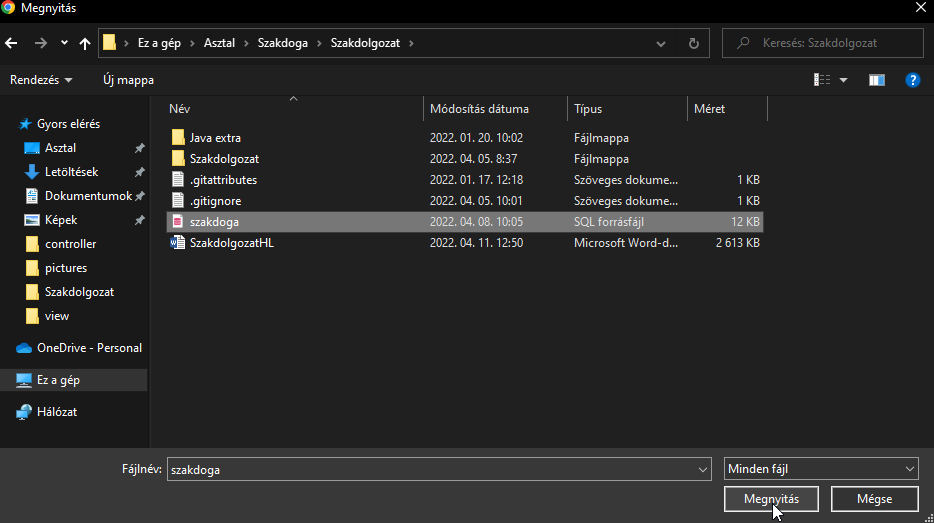 Megnyitás
Ez a gép › Asztal › Szakdoga › Szakdolgozat ›
Keresés: Szakdolgozat
Rendezés Új mappa
Név Módosítás dátuma Típus Méret
Gyors elérés
Asztal
Letöltések
Dokumentumok
Képek
controller
pictures
Szakdolgozat
view
OneDrive - Personal
Ez a gép
Hálózat
Java extra 2022. 01. 20. 10:02 Fájlmappa
Szakdolgozat 2022. 04. 05. 8:37 Fájlmappa
.gitattributes 2022. 01. 17. 12:18 Szöveges dokume... 1 KB
.gitignore 2022. 04. 05. 10:01 Szöveges dokume... 1 KB
szakdoga 2022. 04. 08. 10:05 SQL forrásfájl 12 KB
SzakdolgozatHL 2022. 04. 11. 12:50 Microsoft Word-d... 2 613 KB
Fájlnév: szakdoga Minden fájl
Megnyitás Mégse